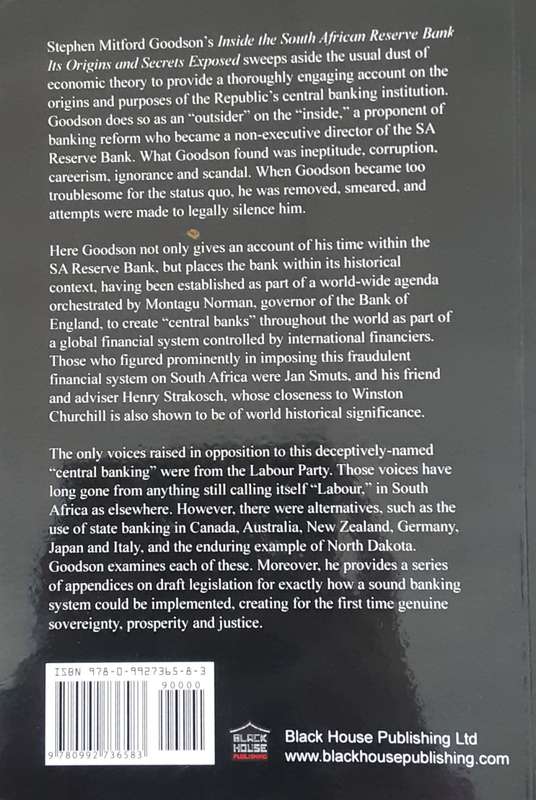 Stephen Mitford Goodson's Inside the South African Reserve Bank
Its Origins and Secrets Exposed sweeps aside the usual dust of
economic theory to provide a thoroughly engaging account on the
origins and purposes of the Republic's central banking institution.
Goodson does so as an “outsider” on the “inside,” a proponent of
banking reform who became a non-executive director of the SA
Reserve Bank. What Goodson found was ineptitude, corruption,
careerism, ignorance and scandal. When Goodson became too
troublesome for the status quo, he was removed, smeared, and
attempts were made to legally silence him.
Here Goodson not only gives an account of his time within the
SA Reserve Bank, but places the bank within its historical
context, having been established as part of a world-wide agenda
orchestrated by Montagu Norman, governor of the Bank of
England, to create “central banks” throughout the world as part of
a global financial system controlled by international financiers.
Those who figured prominently in imposing this fraudulent
financial system on South Africa were Jan Smuts, and his friend
and adviser Henry Strakosch, whose closeness to Winston
Churchill is also shown to be of world historical significance.
The only voices raised in opposition to this deceptively-named
“central banking” were from the Labour Party. Those voices have
long gone from anything still calling itself “Labour,” in South
Africa as elsewhere. However, there were alternatives, such as the
use of state banking in Canada, Australia, New Zealand, Germany,
Japan and Italy, and the enduring example of North Dakota.
Goodson examines each of these. Moreover, he provides a series
of appendices on draft legislation for exactly how a sound banking
system could be implemented, creating for the first time genuine
sovereignty, prosperity and justice.
ISBN 978-0-9927365-8-3
90000
9 780992 736583
BLACK
HOUSE
PUBLISHING
Black House Publishing Ltd
www.blackhousepublishing.com